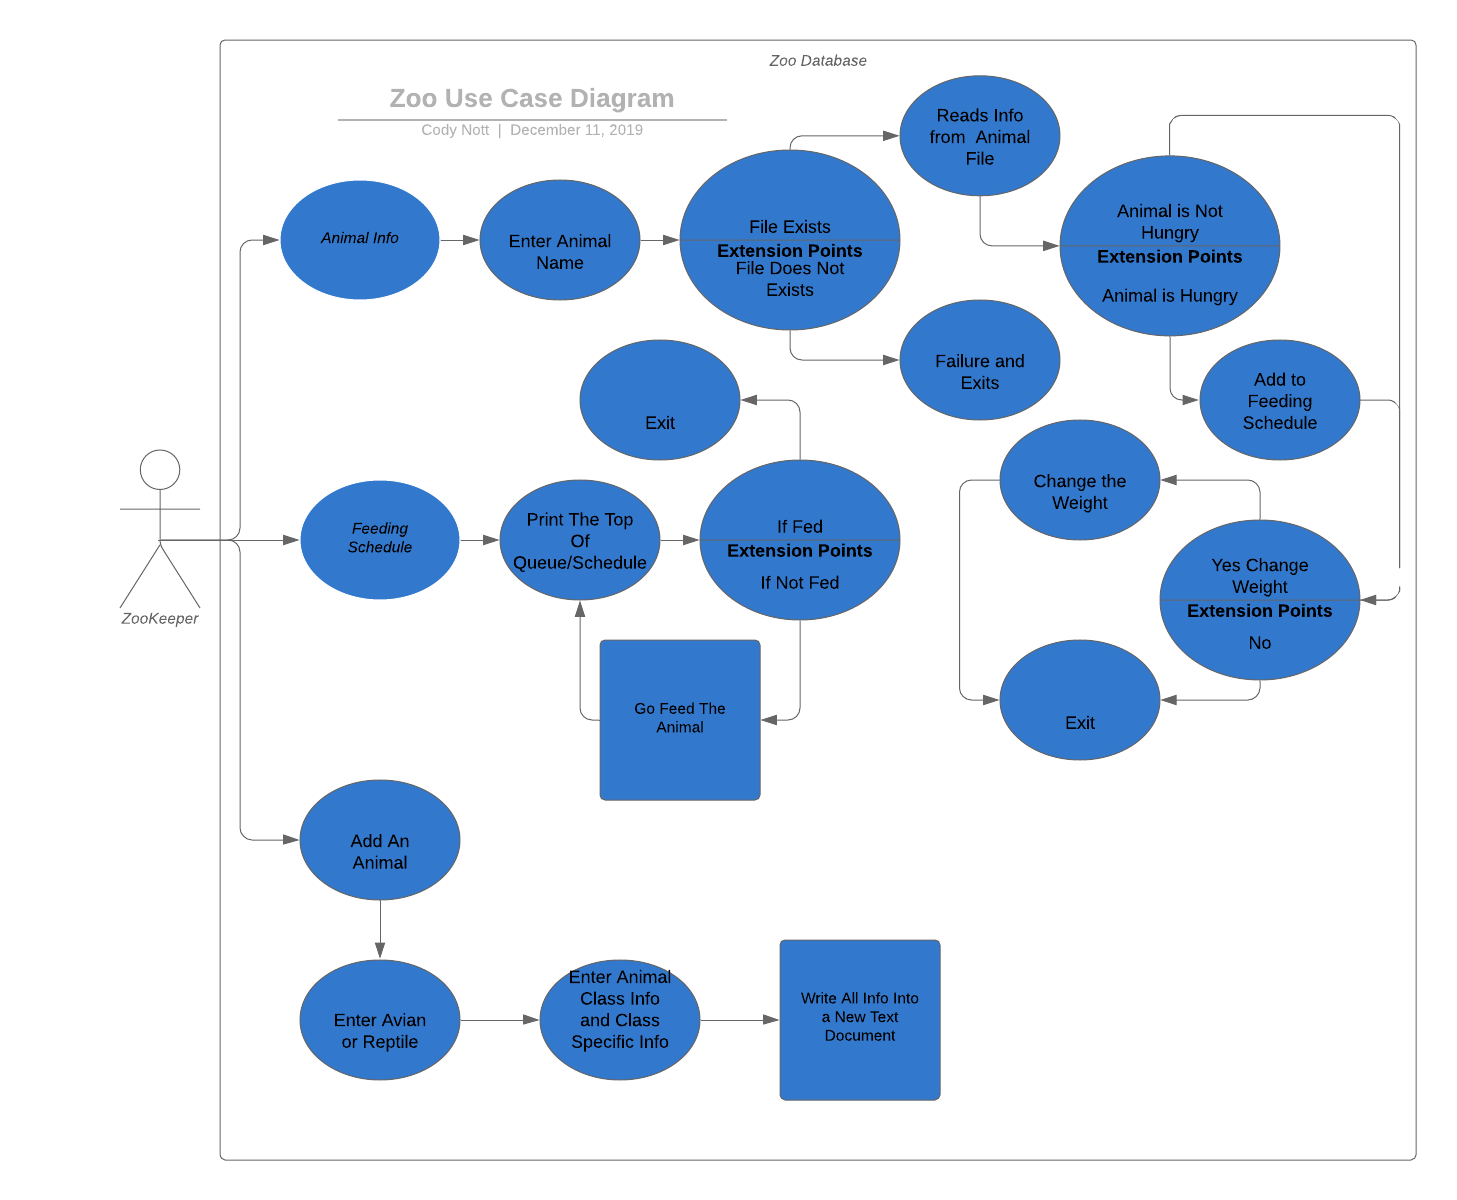 Zoo Database
Zoo Use Case Diagram
Cody Nott | December 11, 2019
Reads Info
from Animal
File
Animal Info
Enter Animal
Name
File Exists
Extension Points
File Does Not
Exists
Animal is Not
Hungry
Extension Points
Animal is Hungry
Failure and
Exits
Add to
Feeding
Schedule
Exit
Change the
Weight
Feeding
Schedule
Print The Top
Of
Queue/Schedule
If Fed
Extension Points
If Not Fed
Yes Change
Weight
Extension Points
No
ZooKeeper
Go Feed The
Animal
Exit
Add An
Animal
Enter Avian
or Reptile
Enter Animal
Class Info
and Class
Specific Info
Write All Info Into
a New Text
Document